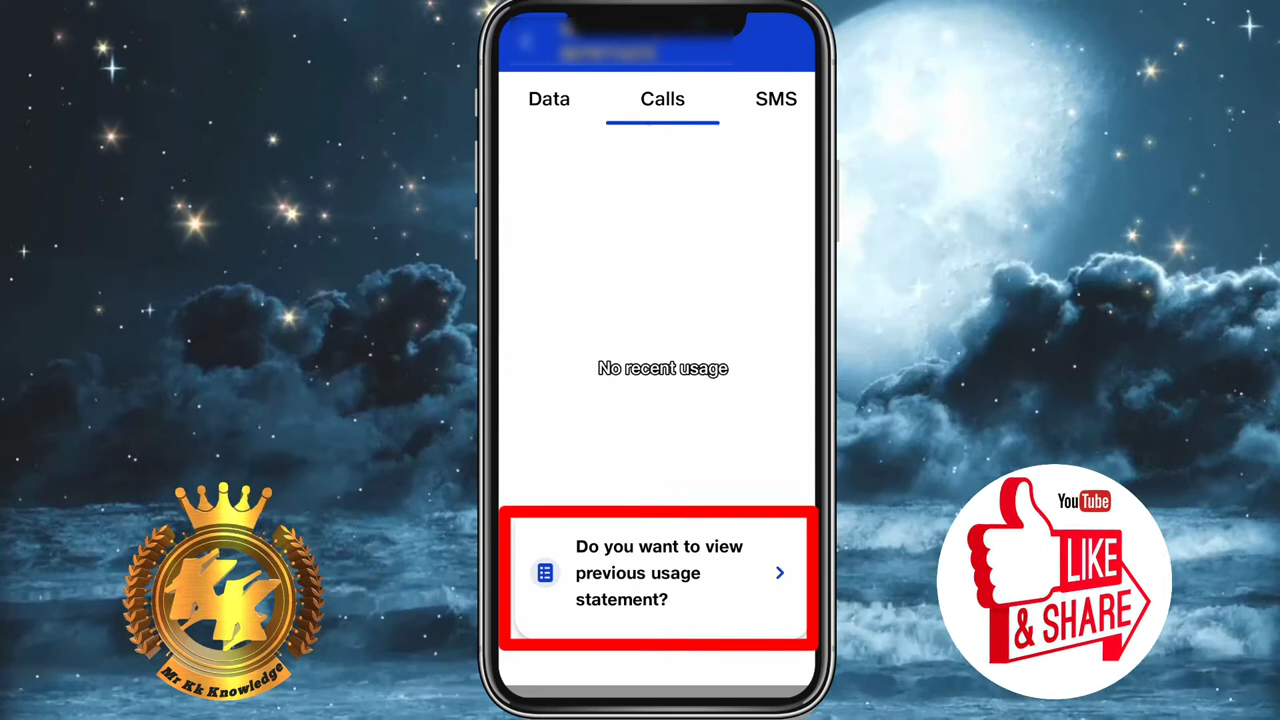 Data
Calls
SMS
No recent usage
Do you want to view
previous usage
statement?
Mr Kk Knowledge
YouTube
LIKE
& SHARE